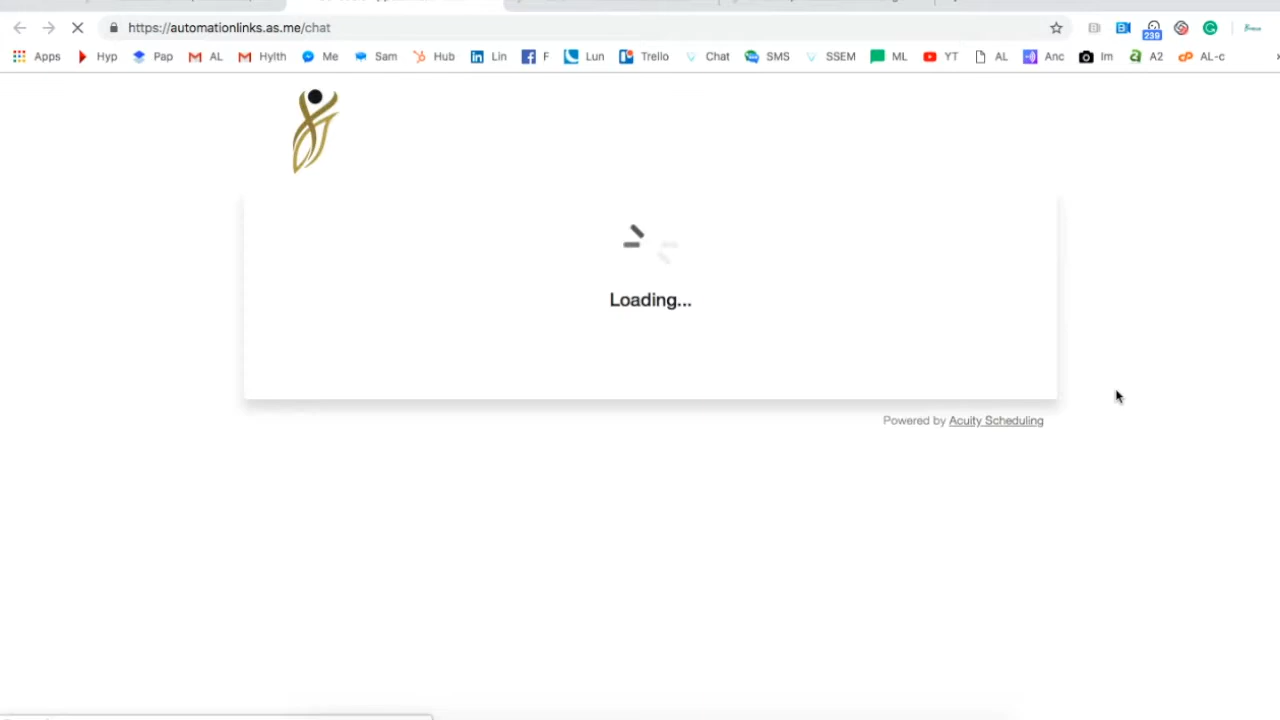 https://automationlinks.as.me/chat
239
Apps Hyp Pap AL Hylth Me Sam Hub Lin F Lun Trello Chat SMS SSEM ML YT AL Anc Im A2 AL-c
Loading...
Powered by Acuity Scheduling